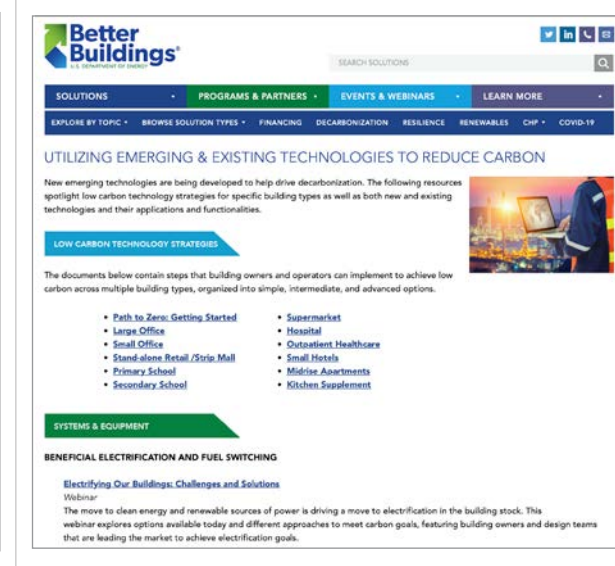 Better
Buildings®
U.S. DEPARTMENT OF ENERGY
SEARCH SOLUTIONS
SOLUTIONS
PROGRAMS & PARTNERS
EVENTS & WEBINARS
LEARN MORE
EXPLORE BY TOPIC
BROWSE SOLUTION TYPES
FINANCING
DECARBONIZATION
RESILIENCE
RENEWABLES
CHP
COVID-19
UTILIZING EMERGING & EXISTING TECHNOLOGIES TO REDUCE CARBON
New emerging technologies are being developed to help drive decarbonization. The following resources
spotlight low carbon technology strategies for specific building types as well as both new and existing
technologies and their applications and functionalities.
LOW CARBON TECHNOLOGY STRATEGIES
The documents below contain steps that building owners and operators can implement to achieve low
carbon across multiple building types, organized into simple, intermediate, and advanced options.
• Path to Zero: Getting Started
• Large Office
• Small Office
• Stand-alone Retail /Strip Mall
• Primary School
• Secondary School
• Supermarket
• Hospital
• Outpatient Healthcare
• Small Hotels
• Midrise Apartments
• Kitchen Supplement
SYSTEMS & EQUIPMENT
BENEFICIAL ELECTRIFICATION AND FUEL SWITCHING
Electrifying Our Buildings: Challenges and Solutions
Webinar
The move to clean energy and renewable sources of power is driving a move to electrification in the building stock. This
webinar explores options available today and different approaches to meet carbon goals, featuring building owners and design teams
that are leading the market to achieve electrification goals.